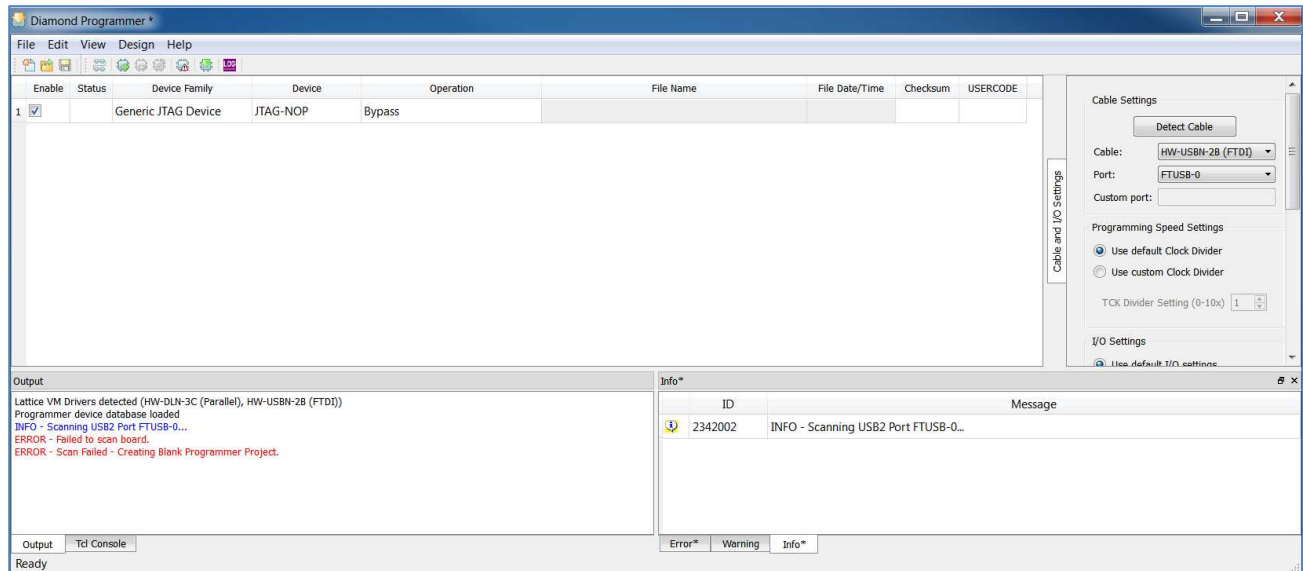 Diamond Programmer *
File Edit View Design Help
LOG
Enable Status Device Family Device Operation File Name File Date/Time Checksum USERCODE
1 Generic JTAG Device JTAG-NOP Bypass
Cable and I/O Settings
Cable Settings
Detect Cable
Cable: HW-USBN-2B (FTDI)
Port: FTUSB-0
Custom port:
Programming Speed Settings
Use default Clock Divider
Use custom Clock Divider
TCK Divider Setting (0-10x) 1
I/O Settings
Use default I/O settings
Output
Lattice VM Drivers detected (HW-DLN-3C (Parallel), HW-USBN-2B (FTDI))
Programmer device database loaded
INFO - Scanning USB2 Port FTUSB-0...
ERROR - Failed to scan board.
ERROR - Scan Failed - Creating Blank Programmer Project.
Output Tcl Console
Info*
ID Message
2342002 INFO - Scanning USB2 Port FTUSB-0...
Error* Warning Info*
Ready